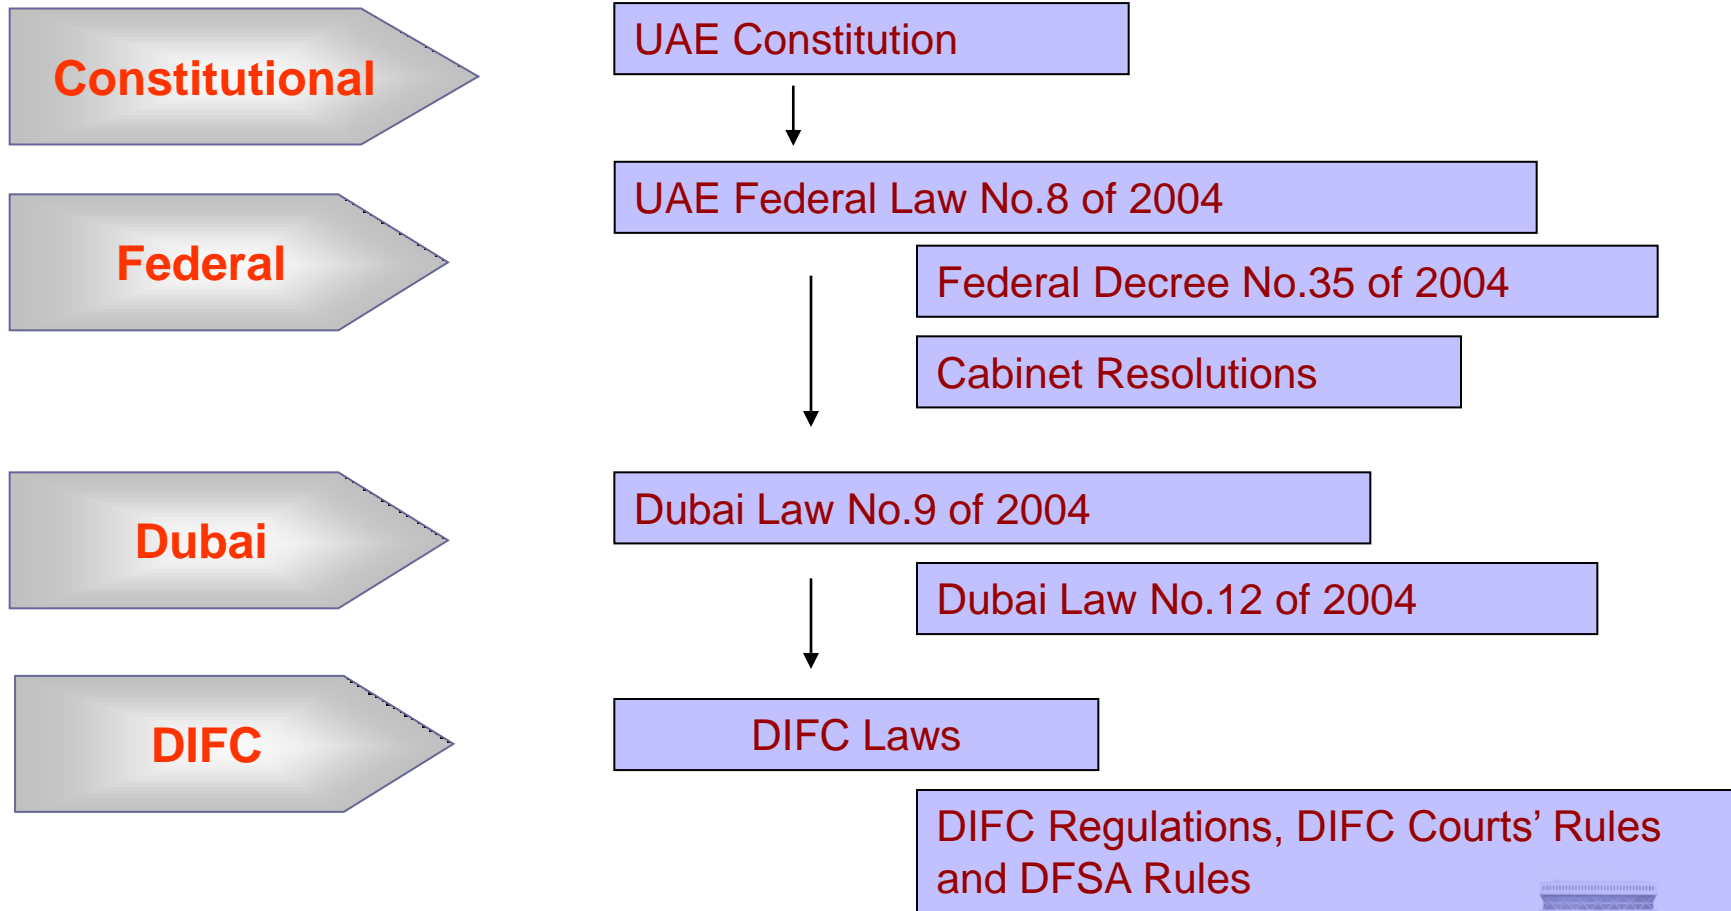 Constitutional
UAE Constitution
Federal
UAE Federal Law No.8 of 2004
Federal Decree No.35 of 2004
Cabinet Resolutions
Dubai
Dubai Law No.9 of 2004
Dubai Law No.12 of 2004
DIFC
DIFC Laws
DIFC Regulations, DIFC Courts’ Rules
and DFSA Rules